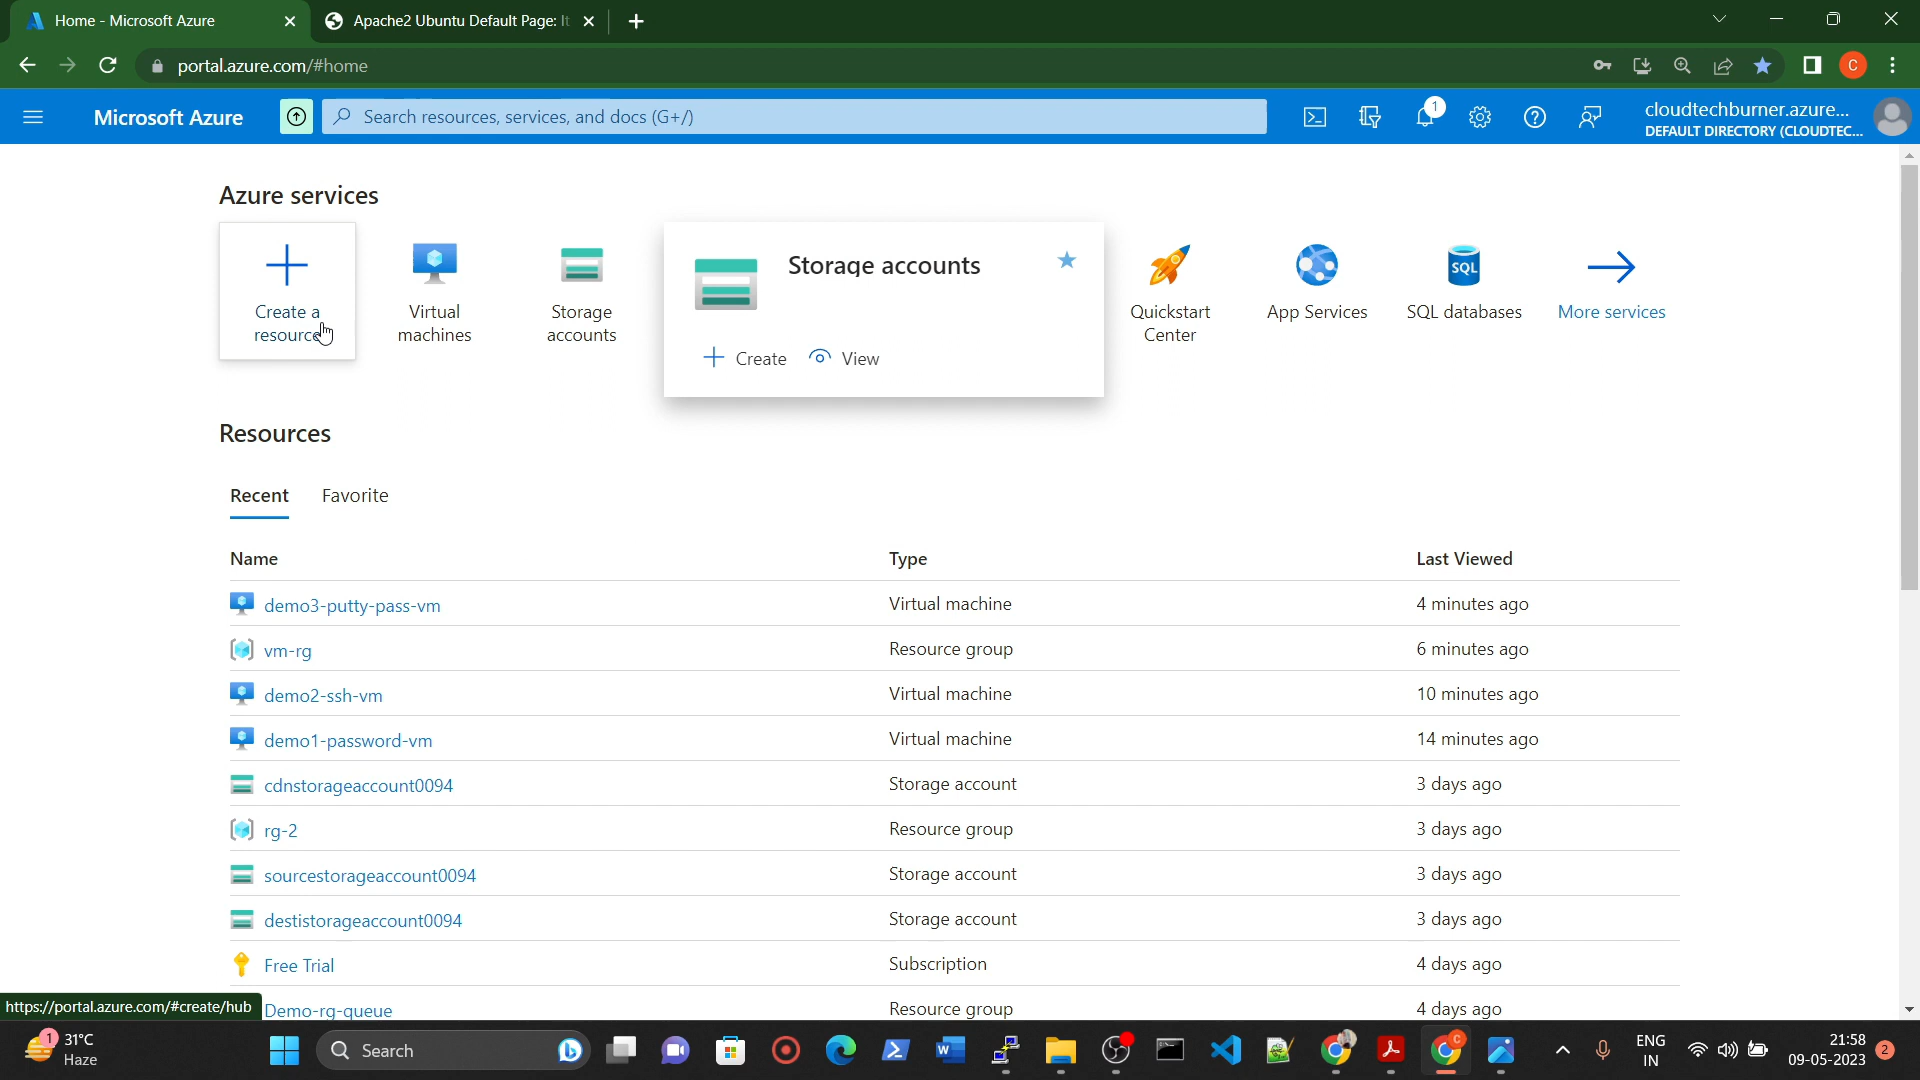 Home - Microsoft Azure
Apache2 Ubuntu Default Page: It
portal.azure.com/#home
C
Microsoft Azure
Search resources, services, and docs (G+/)
1
cloudtechburner.azure...
DEFAULT DIRECTORY (CLOUDTEC...
Azure services
Create a
resource
Virtual
machines
Storage
accounts
Storage accounts
Create
View
Quickstart
Center
App Services
SQL
SQL databases
More services
Resources
Recent
Favorite
Name
Type
Last Viewed
demo3-putty-pass-vm
Virtual machine
4 minutes ago
vm-rg
Resource group
6 minutes ago
demo2-ssh-vm
Virtual machine
10 minutes ago
demo1-password-vm
Virtual machine
14 minutes ago
cdnstorageaccount0094
Storage account
3 days ago
rg-2
Resource group
3 days ago
sourcestorageaccount0094
Storage account
3 days ago
destistorageaccount0094
Storage account
3 days ago
Free Trial
Subscription
4 days ago
https://portal.azure.com/#create/hub
Demo-rg-queue
Resource group
4 days ago
1
31°C
Haze
Search
ENG
IN
21:58
09-05-2023
2